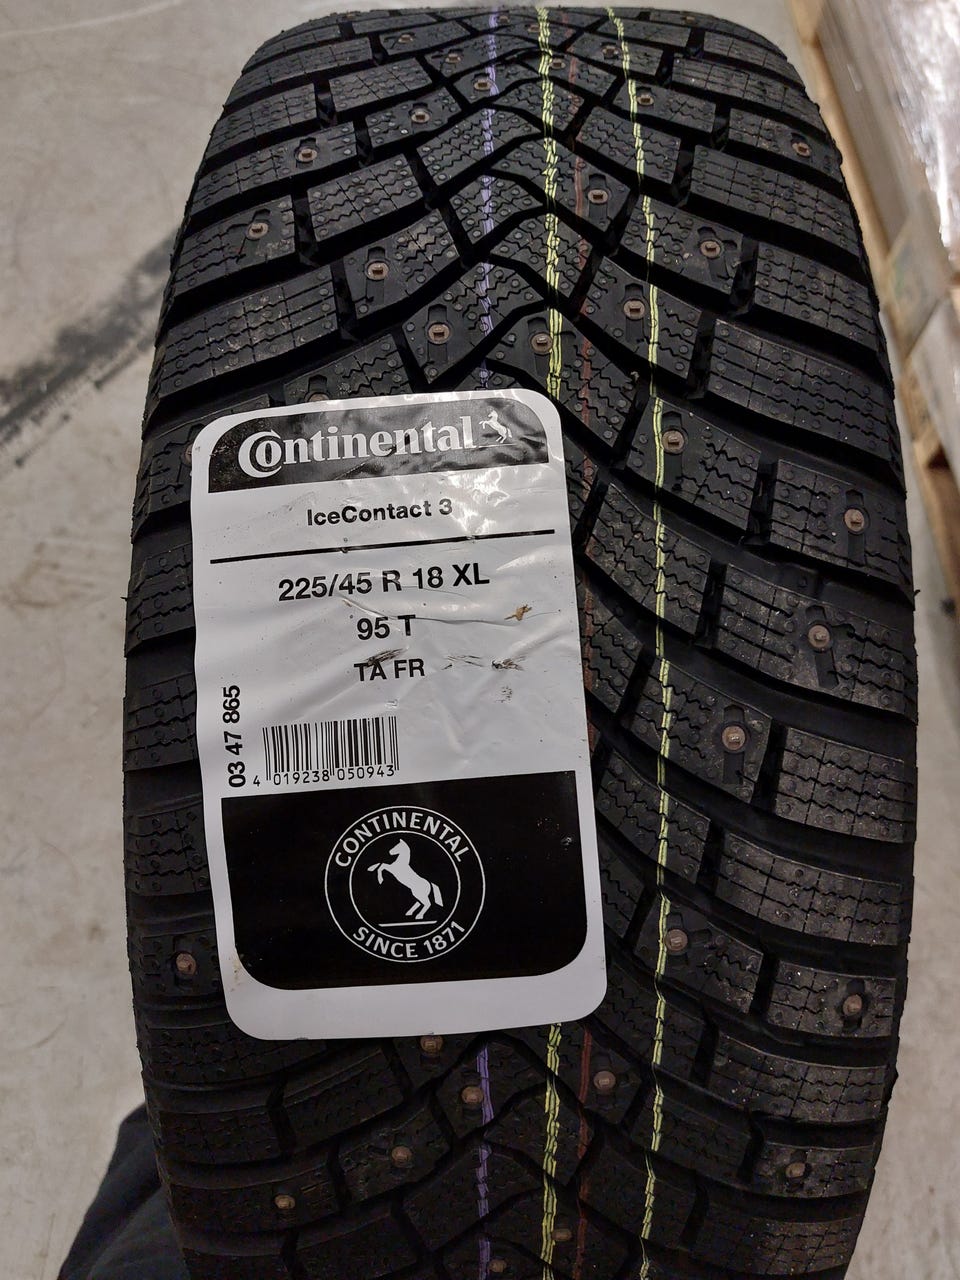 Continental
IceContact 3
225/45 R 18 XL
95 T
TA FR
03 47 865
4 019238 050943
CONTINENTAL
SINCE 1871